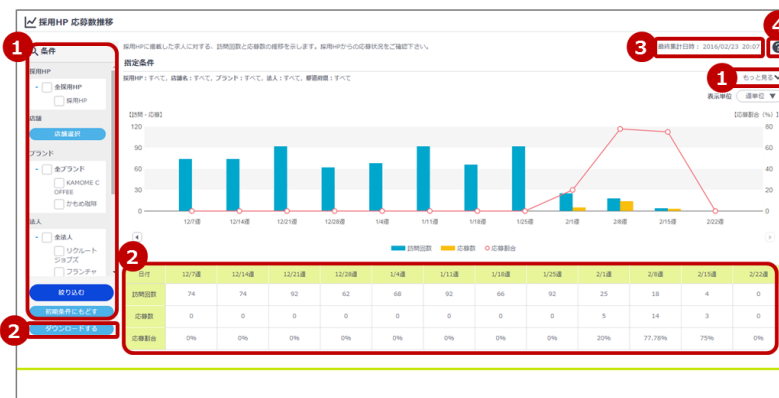 採用HP 応募数推移
4
1
条件
採用HPに掲載した求人に対する、訪問回数と応募数の推移を示します。採用HPからの応募状況をご確認下さい。
3
最終集計日時： 2016/02/23 20:07
指定条件
採用HP：すべて, 店舗名：すべて, ブランド：すべて, 法人：すべて, 都道府県：すべて
1
もっと見る
表示単位
週単位 ▼
採用HP
- 全採用HP
採用HP
店舗
店舗選択
ブランド
- 全ブランド
KAMOME C
OFFEE
かもめ珈琲
法人
- 全法人
リクルート
ジョブズ
フランチャ
絞り込む
初期条件にもどす
2
ダウンロードする
【訪問・応募】
【応募割合（%）】
120
90
60
30
0
80
60
40
20
0
12/7週 12/14週 12/21週 12/28週 1/4週 1/11週 1/18週 1/25週 2/1週 2/8週 2/15週 2/22週
訪問回数 応募数 応募割合
2
日付 12/7週 12/14週 12/21週 12/28週 1/4週 1/11週 1/18週 1/25週 2/1週 2/8週 2/15週 2/22週
訪問回数 74 74 92 62 68 92 66 92 25 18 4 0
応募数 0 0 0 0 0 0 0 0 5 14 3 0
応募割合 0% 0% 0% 0% 0% 0% 0% 0% 20% 77.78% 75% 0%